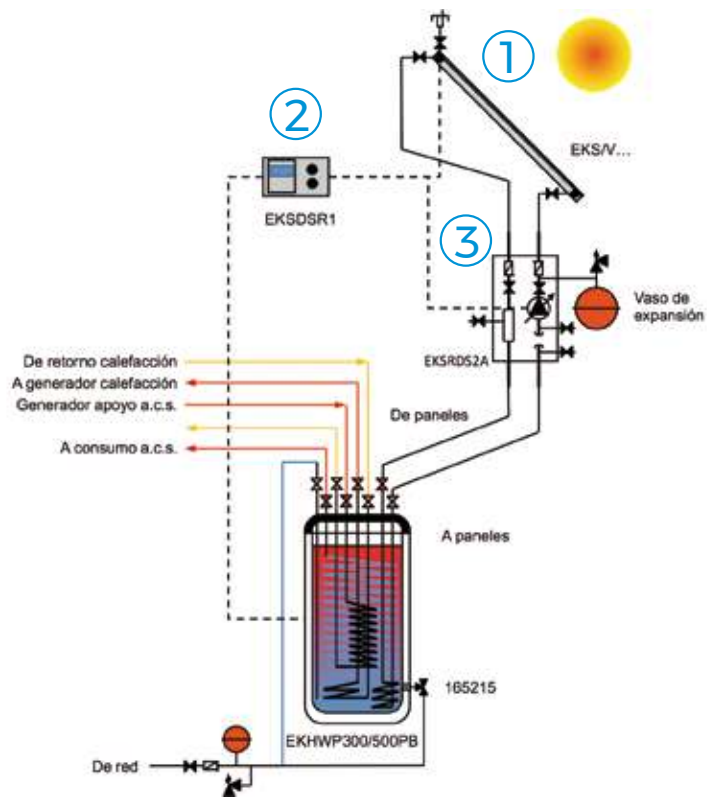 1
EKS/V...
2
EKSDSR1
3
Vaso de
expansión
EKSRDS2A
De retorno calefacción
A generador calefacción
Generador apoyo a.c.s.
A consumo a.c.s.
De paneles
A paneles
165215
EKHWP300/500PB
De red